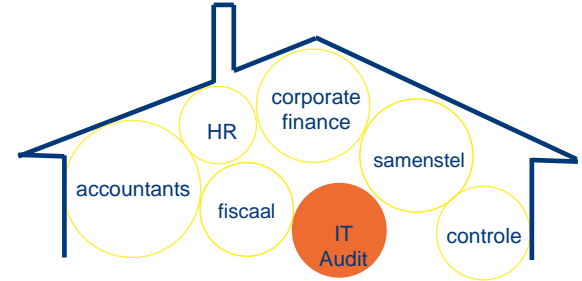 corporate
finance
HR
samenstel
accountants
fiscaal
IT
Audit
controle